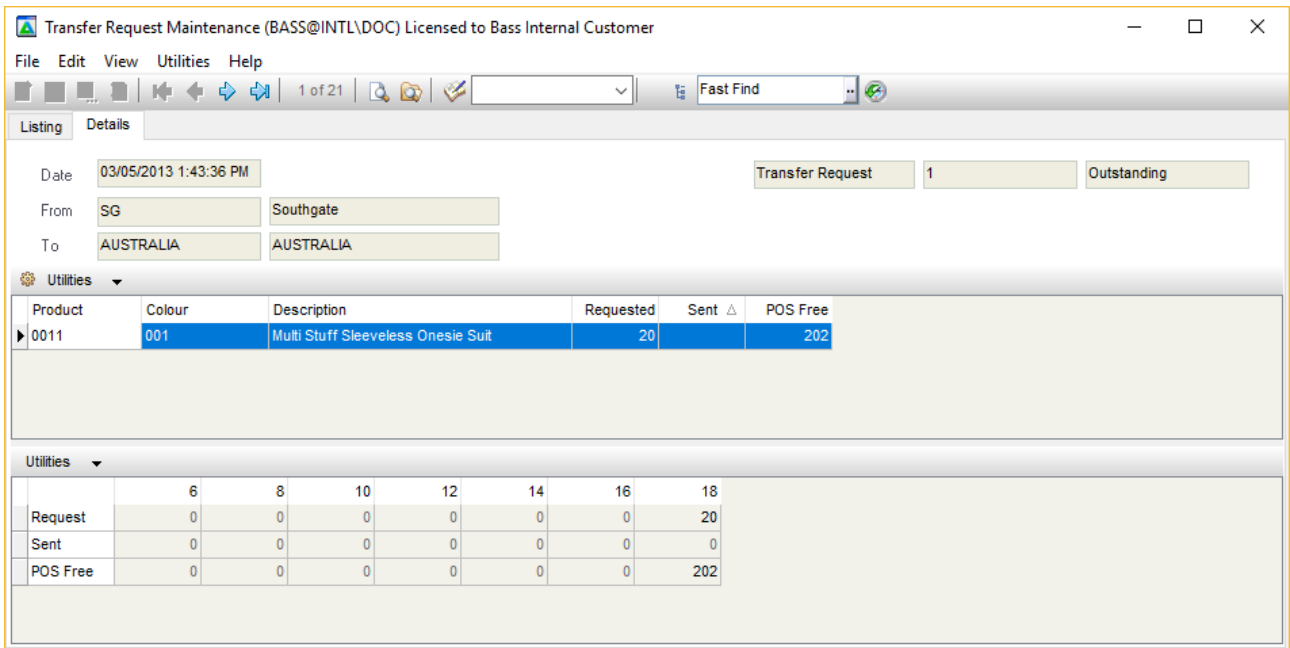 Transfer Request Maintenance (BASS@INTL\DOC) Licensed to Bass Internal Customer
File Edit View Utilities Help
1 of 21 Fast Find
Listing Details
Date 03/05/2013 1:43:36 PM Transfer Request 1 Outstanding
From SG Southgate
To AUSTRALIA AUSTRALIA
Utilities
Product Colour Description Requested Sent POS Free
0011 001 Multi Stuff Sleeveless Onesie Suit 20 202
Utilities
6 8 10 12 14 16 18
Request 0 0 0 0 0 0 20
Sent 0 0 0 0 0 0 0
POS Free 0 0 0 0 0 0 202